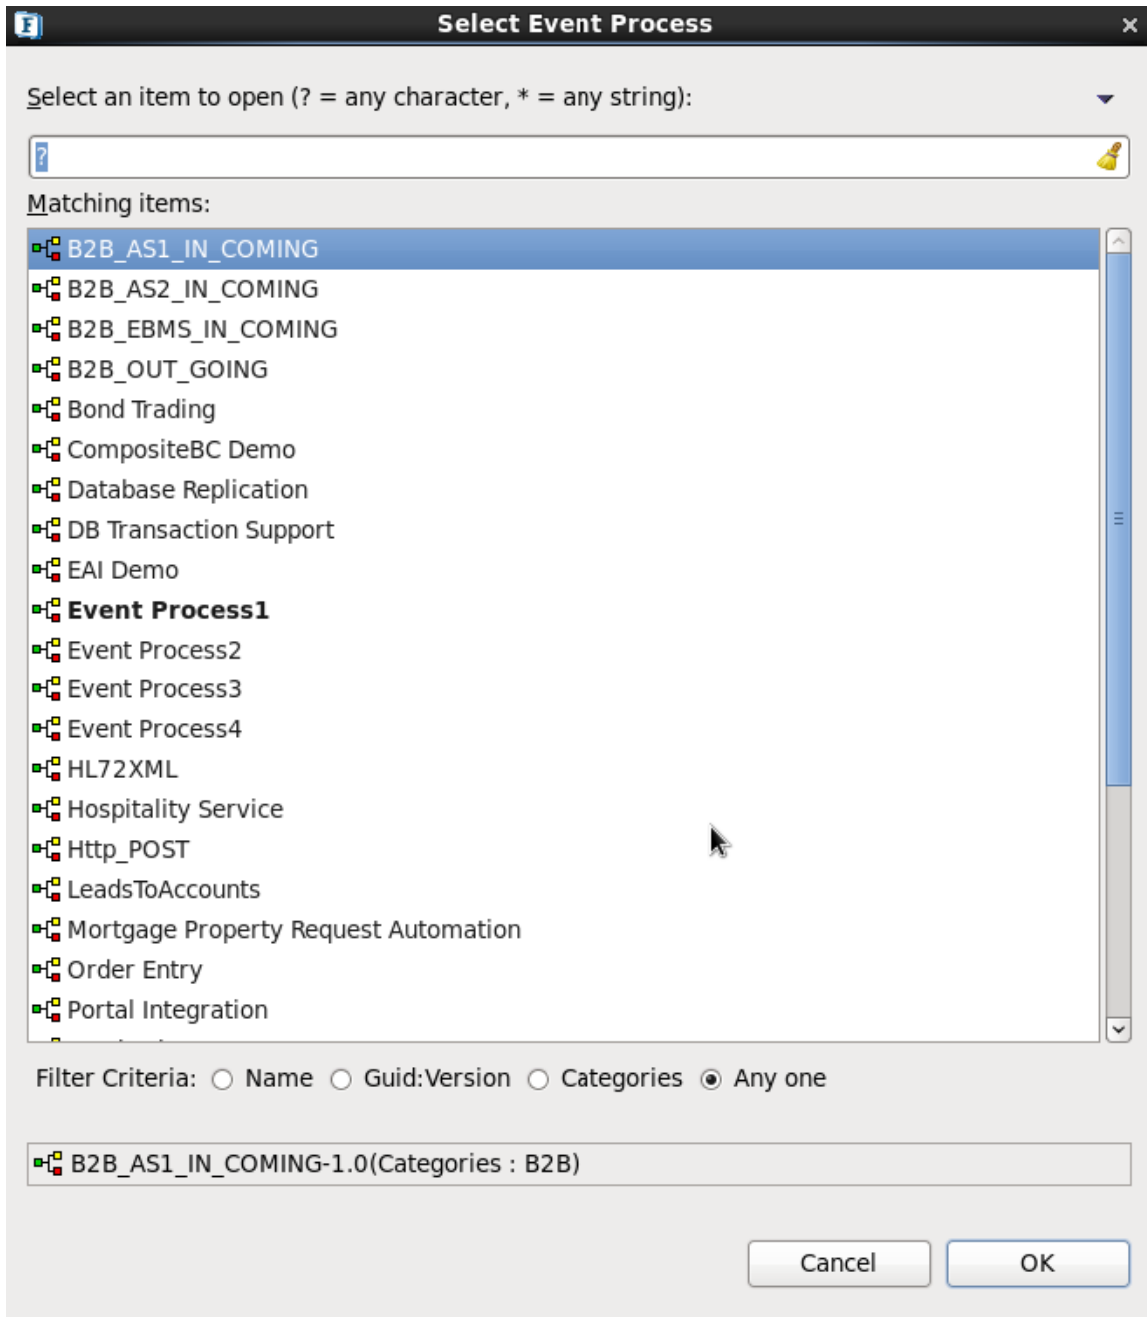 Select Event Process
Select an item to open (? = any character, * = any string):
?
Matching items:
B2B_AS1_IN_COMING
B2B_AS2_IN_COMING
B2B_EBMS_IN_COMING
B2B_OUT_GOING
Bond Trading
CompositeBC Demo
Database Replication
DB Transaction Support
EAI Demo
Event Process1
Event Process2
Event Process3
Event Process4
HL72XML
Hospitality Service
Http_POST
LeadsToAccounts
Mortgage Property Request Automation
Order Entry
Portal Integration
Filter Criteria: Name Guid:Version Categories Any one
B2B_AS1_IN_COMING-1.0(Categories : B2B)
Cancel OK